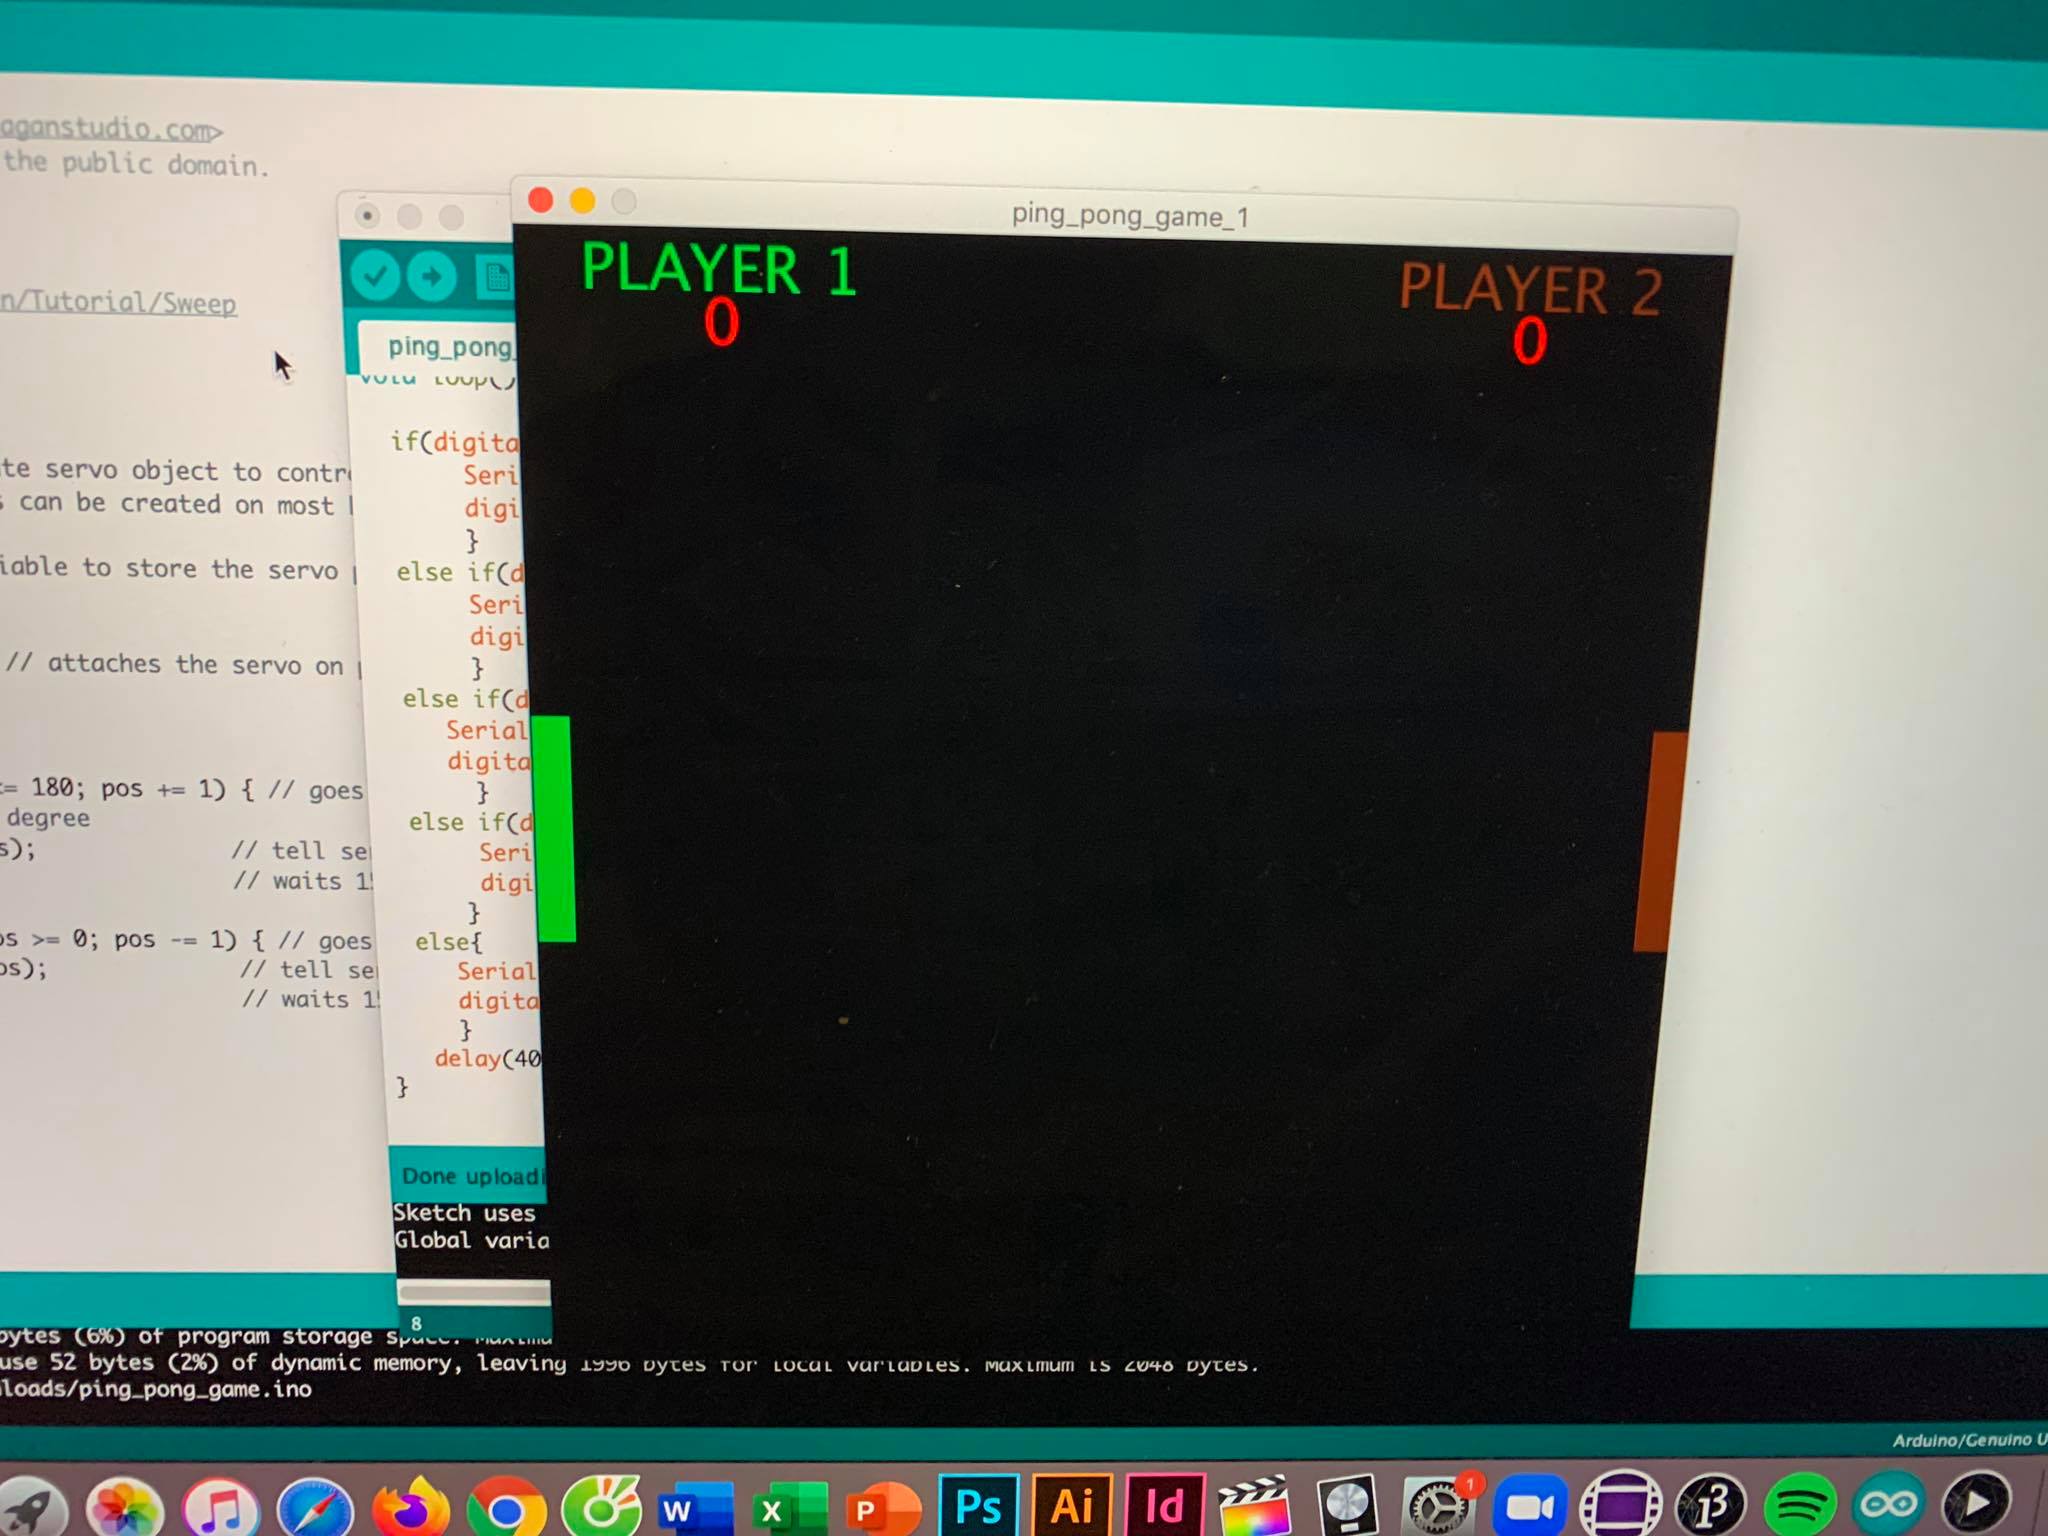 aganstudio.com>
the public domain.
n/Tutorial/Sweep
te servo object to contr
s can be created on most
iable to store the servo
// attaches the servo on
<= 180; pos += 1) { // goes
degree
s); // tell se
// waits 1
os >= 0; pos -= 1) { // goes
os); // tell se
// waits 1
ping_pong_
void loop()
if(digita
Seri
digi
}
else if(d
Seri
digi
}
else if(d
Serial
digita
}
else if(d
Seri
digi
}
else{
Serial
digita
}
delay(40
}
Done uploadi
Sketch uses
Global varia
8
ping_pong_game_1
PLAYER 1
0
PLAYER 2
0
bytes (6%) of program storage space. Maximu
use 52 bytes (2%) of dynamic memory, leaving 1996 bytes for local variables. Maximum is 2048 bytes.
loads/ping_pong_game.ino
Arduino/Genuino U
W
X
P
Ps
Ai
Id
1